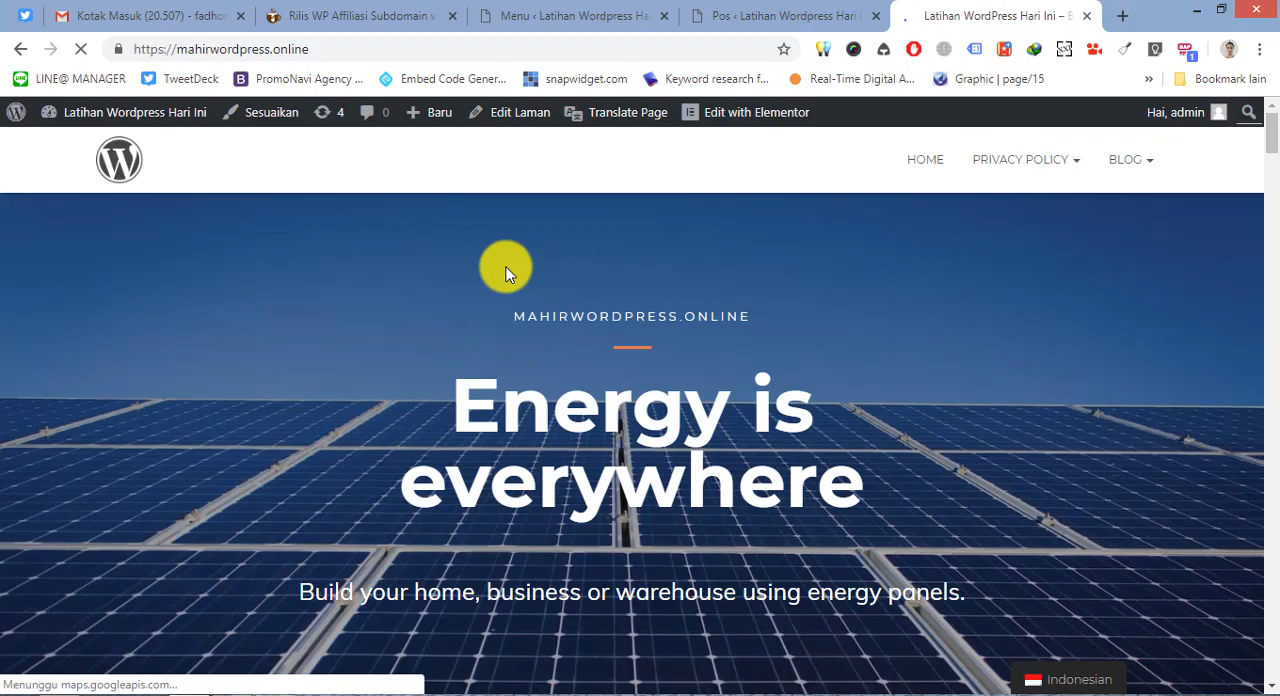 Kotak Masuk (20.507) - fadhor
Rilis WP Affiliasi Subdomain w
Menu ‹ Latihan Wordpress Ha
Pos ‹ Latihan Wordpress Hari
Latihan WordPress Hari Ini – B
https://mahirwordpress.online
LINE@ MANAGER
TweetDeck
PromoNavi Agency ...
Embed Code Gener...
snapwidget.com
Keyword research f...
Real-Time Digital A...
Graphic | page/15
»
Bookmark lain
Latihan Wordpress Hari Ini
Sesuaikan
4
0
Baru
Edit Laman
Translate Page
Edit with Elementor
Hai, admin
HOME
PRIVACY POLICY
BLOG
MAHIRWORDPRESS.ONLINE
Energy is
everywhere
Build your home, business or warehouse using energy panels.
Menunggu maps.googleapis.com...
Indonesian